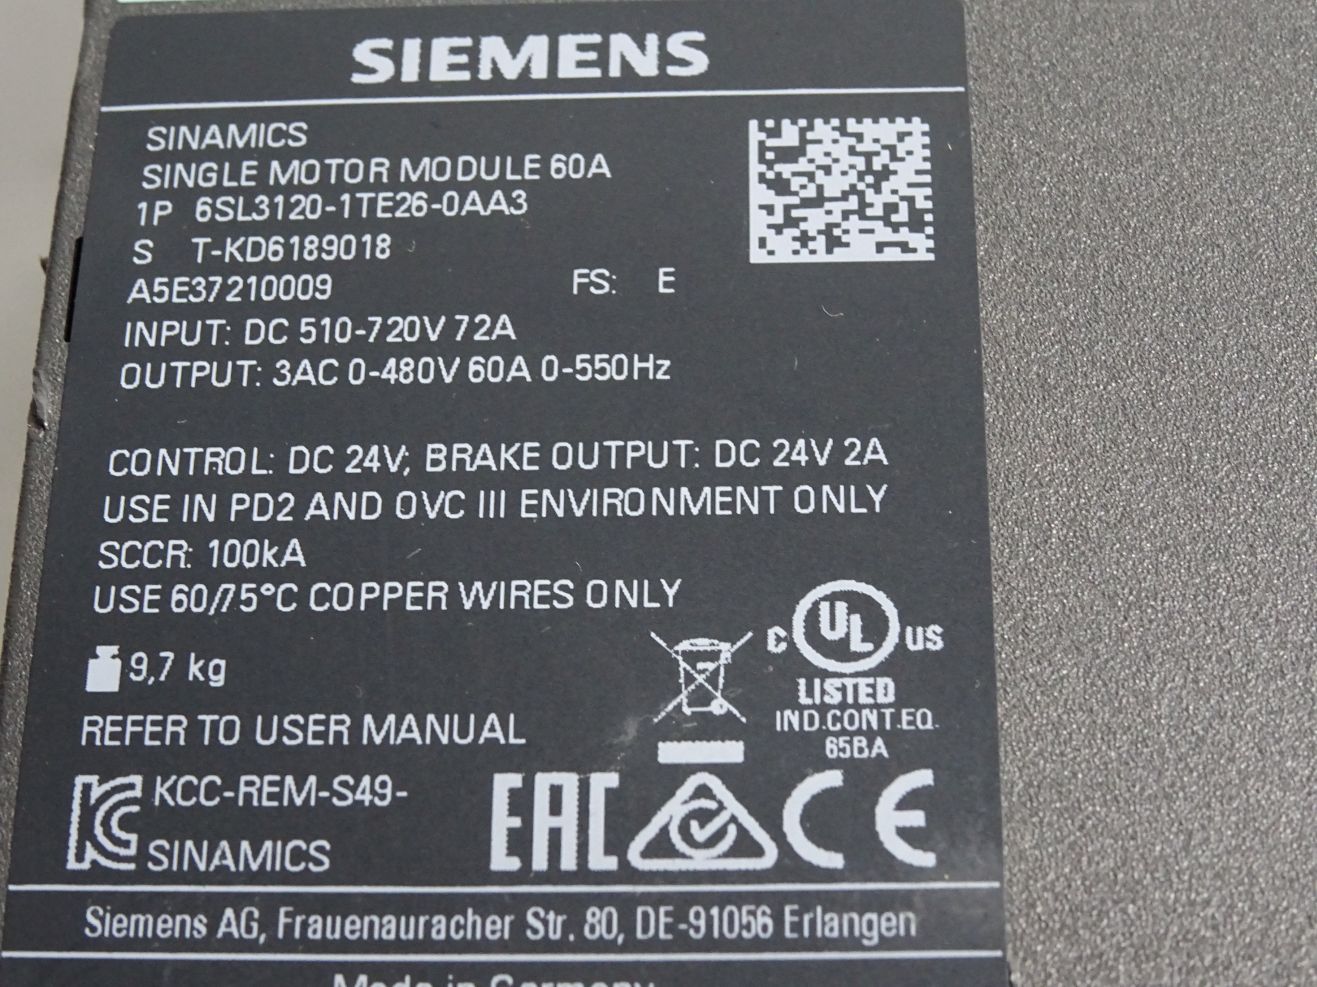 SIEMENS
SINAMICS
SINGLE MOTOR MODULE 60A
1P 6SL3120-1TE26-0AA3
S T-KD6189018
A5E37210009 FS: E
INPUT: DC 510-720V 72A
OUTPUT: 3AC 0-480V 60A 0-550Hz
CONTROL: DC 24V; BRAKE OUTPUT: DC 24V 2A
USE IN PD2 AND OVC III ENVIRONMENT ONLY
SCCR: 100kA
USE 60/75°C COPPER WIRES ONLY
9,7 kg
C UL US
LISTED
IND.CONT.EQ.
65BA
REFER TO USER MANUAL
KCC-REM-S49-
SINAMICS
EAC CE
Siemens AG, Frauenauracher Str. 80, DE-91056 Erlangen
Made in Germany